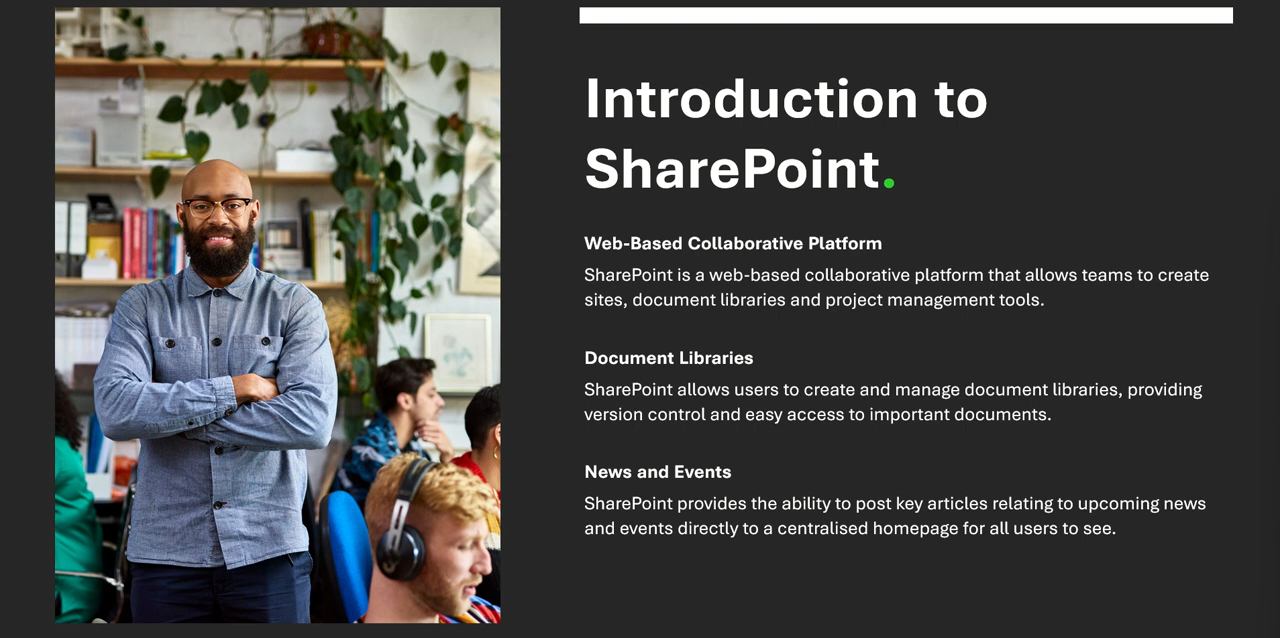 Introduction to
SharePoint.
Web-Based Collaborative Platform
SharePoint is a web-based collaborative platform that allows teams to create
sites, document libraries and project management tools.
Document Libraries
SharePoint allows users to create and manage document libraries, providing
version control and easy access to important documents.
News and Events
SharePoint provides the ability to post key articles relating to upcoming news
and events directly to a centralised homepage for all users to see.